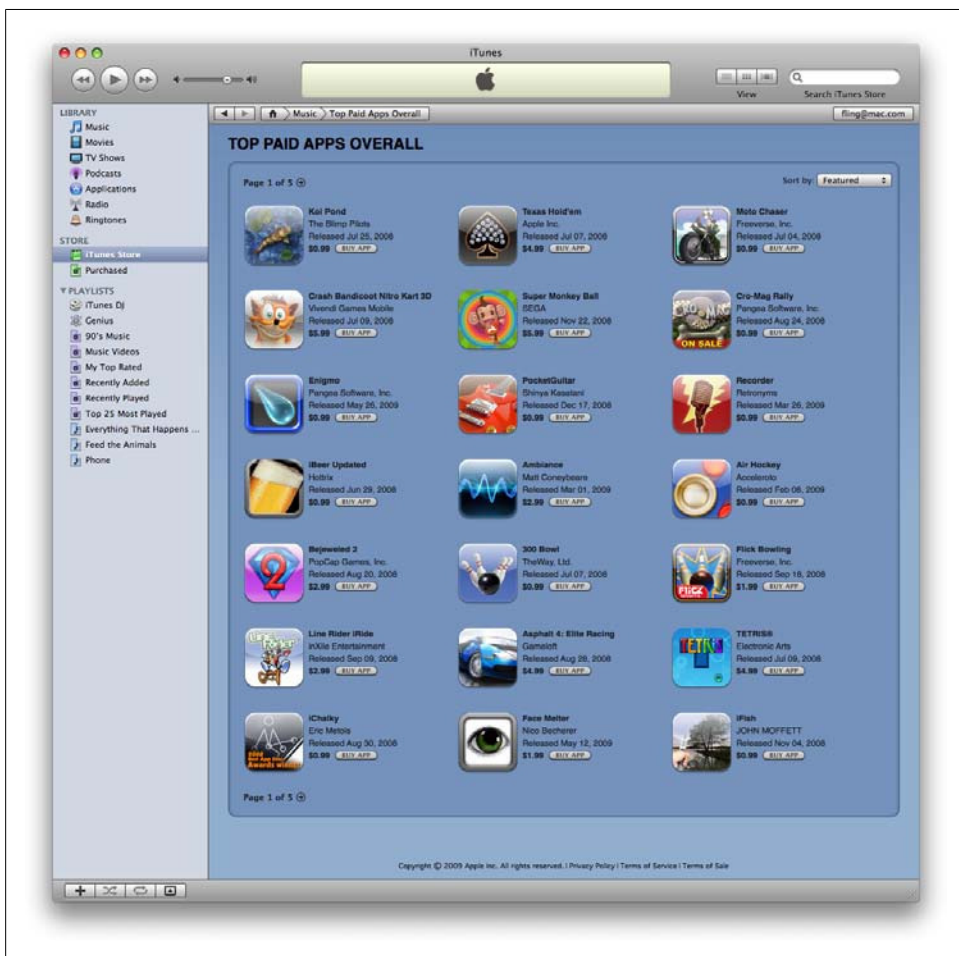 iTunes
View
Search iTunes Store
LIBRARY
Music
Movies
TV Shows
Podcasts
Applications
Radio
Ringtones
STORE
iTunes Store
Purchased
PLAYLISTS
iTunes DJ
Genius
90's Music
Music Videos
My Top Rated
Recently Added
Recently Played
Top 25 Most Played
Everything That Happens ...
Feed the Animals
Phone
Music Top Paid Apps Overall
fling@mac.com
TOP PAID APPS OVERALL
Page 1 of 5
Sort by: Featured
Koi Pond
The Blimp Pilots
Released Jul 25, 2008
$0.99 BUY APP
Texas Hold'em
Apple Inc.
Released Jul 07, 2008
$4.99 BUY APP
Moto Chaser
Freeverse, Inc.
Released Jul 04, 2008
$0.99 BUY APP
Crash Bandicoot Nitro Kart 3D
Vivendi Games Mobile
Released Jul 09, 2008
$5.99 BUY APP
Super Monkey Ball
SEGA
Released Nov 22, 2008
$5.99 BUY APP
ON SALE
Cro-Mag Rally
Pangea Software, Inc.
Released Aug 24, 2008
$0.99 BUY APP
Enigmo
Pangea Software, Inc.
Released May 26, 2009
$0.99 BUY APP
PocketGuitar
Shinya Kasatani
Released Dec 17, 2008
$0.99 BUY APP
Recorder
Retronyms
Released Mar 26, 2009
$0.99 BUY APP
iBeer Updated
Hottrix
Released Jun 29, 2008
$0.99 BUY APP
Ambiance
Matt Coneybeare
Released Mar 01, 2009
$2.99 BUY APP
Air Hockey
Acceleroto
Released Feb 06, 2009
$0.99 BUY APP
2
Bejeweled 2
PopCap Games, Inc.
Released Aug 20, 2008
$2.99 BUY APP
300 Bowl
TheWay, Ltd.
Released Jul 07, 2008
$0.99 BUY APP
FLICK
Flick Bowling
Freeverse, Inc.
Released Sep 18, 2008
$1.99 BUY APP
Line Rider
Line Rider iRide
inXile Entertainment
Released Sep 09, 2008
$2.99 BUY APP
Asphalt 4: Elite Racing
Gameloft
Released Aug 28, 2008
$4.99 BUY APP
TETRIS
TETRIS®
Electronic Arts
Released Jul 09, 2008
$4.99 BUY APP
iChalky
Eric Metois
Released Aug 30, 2008
$0.99 BUY APP
Face Melter
Nico Becherer
Released May 12, 2009
$1.99 BUY APP
iFish
JOHN MOFFETT
Released Nov 04, 2008
$0.99 BUY APP
Page 1 of 5
Copyright © 2009 Apple Inc. All rights reserved. | Privacy Policy | Terms of Service | Terms of Sale